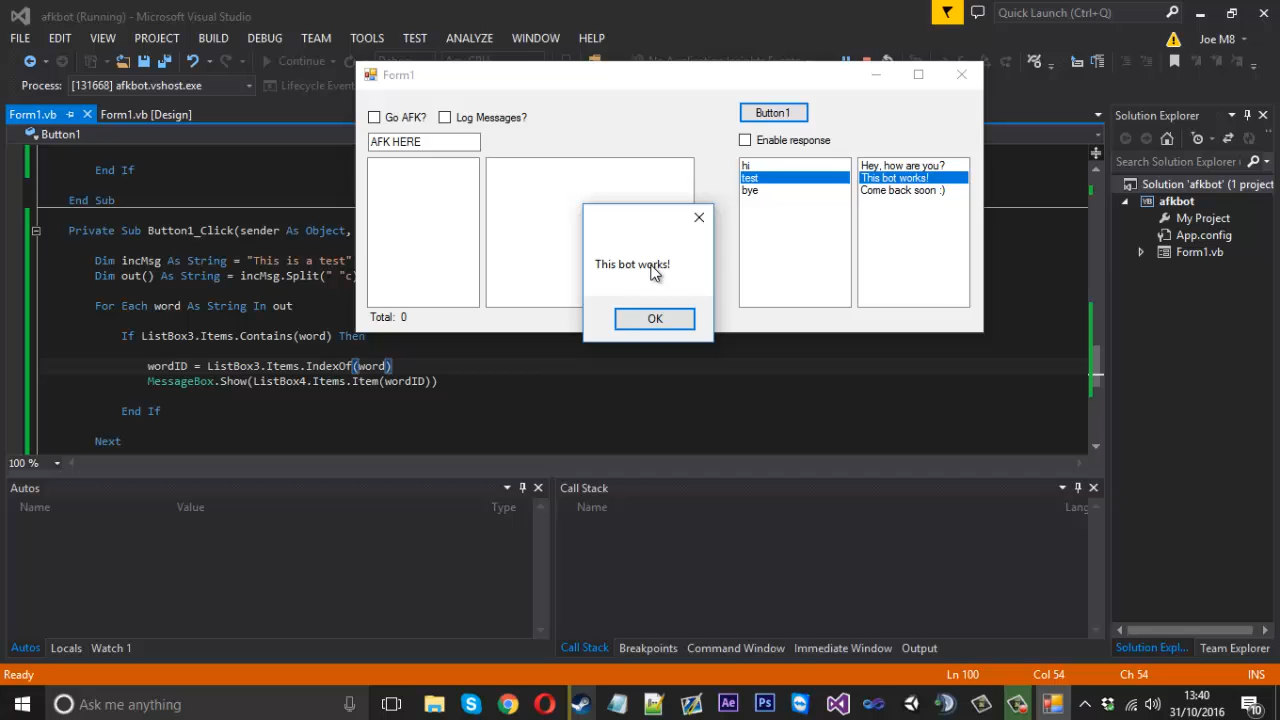 afkbot (Running) - Microsoft Visual Studio
Quick Launch (Ctrl+Q)
FILE EDIT VIEW PROJECT BUILD DEBUG TEAM TOOLS TEST ANALYZE WINDOW HELP
Joe M8
Continue
Process: [131668] afkbot.vshost.exe
Lifecycle Event
Form1.vb
Form1.vb [Design]
Button1
End If
End Sub
Private Sub Button1_Click(sender As Object,
Dim incMsg As String = "This is a test"
Dim out() As String = incMsg.Split(" "c)
For Each word As String In out
If ListBox3.Items.Contains(word) Then
wordID = ListBox3.Items.IndexOf(word)
MessageBox.Show(ListBox4.Items.Item(wordID))
End If
Next
100 %
Form1
Go AFK?
Log Messages?
AFK HERE
Total: 0
Button1
Enable response
hi
test
bye
Hey, how are you?
This bot works!
Come back soon :)
This bot works!
OK
Solution Explorer
Search Solution Explorer
Solution 'afkbot' (1 project)
afkbot
My Project
App.config
Form1.vb
Autos
Name Value Type
Call Stack
Name Lang
Autos Locals Watch 1
Call Stack Breakpoints Command Window Immediate Window Output
Solution Expl... Team Explorer
Ready
Ln 100 Col 54 Ch 54 INS
Ask me anything
Ae
Ps
13:40
31/10/2016
10